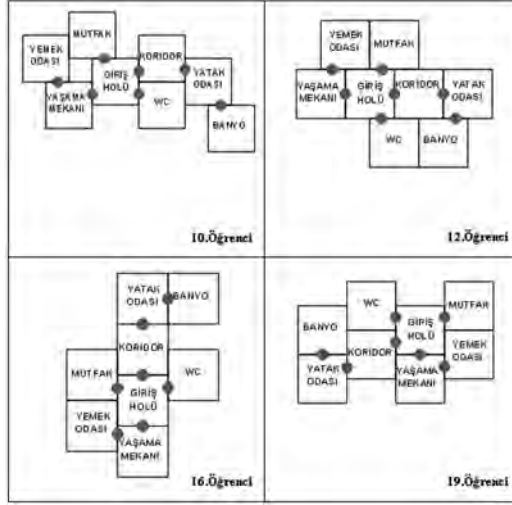 MUTFAK
YEMEK
ODASI
GİRİŞ
HOLÜ
KORIDOR
YATAK
ODASI
YAŞAMA
MEKANI
WC
BANYO
10.Öğrenci
YEMEK
ODASI
MUTFAK
YAŞAMA
MEKANI
GİRİŞ
HOLÜ
KORIDOR
YATAK
ODASI
WC
BANYO
12.Öğrenci
YATAK
ODASI
BANYO
KORIDOR
MUTFAK
GİRİŞ
HOLÜ
WC
YEMEK
ODASI
YAŞAMA
MEKANI
16.Öğrenci
WC
MUTFAK
BANYO
GİRİŞ
HOLÜ
YATAK
ODASI
KORIDOR
YAŞAMA
MEKANI
YEMEK
ODASI
19.Öğrenci